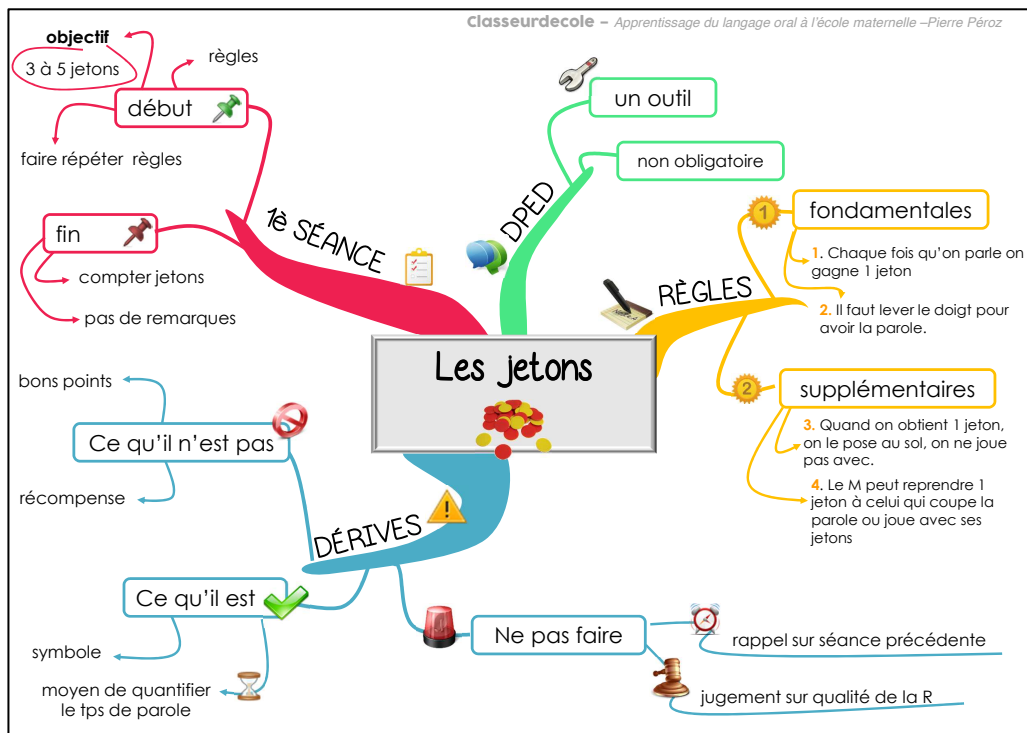 Classeurdecole – Apprentissage du langage oral à l'école maternelle –Pierre Péroz
Les jetons
1è SÉANCE
début
objectif
3 à 5 jetons
règles
faire répéter règles
fin
compter jetons
pas de remarques
DPED
un outil
non obligatoire
RÈGLES
1
fondamentales
1. Chaque fois qu'on parle on
gagne 1 jeton
2. Il faut lever le doigt pour
avoir la parole.
2
supplémentaires
3. Quand on obtient 1 jeton,
on le pose au sol, on ne joue
pas avec.
4. Le M peut reprendre 1
jeton à celui qui coupe la
parole ou joue avec ses
jetons
DÉRIVES
Ce qu'il n'est pas
bons points
récompense
Ce qu'il est
symbole
moyen de quantifier
le tps de parole
Ne pas faire
rappel sur séance précédente
jugement sur qualité de la R